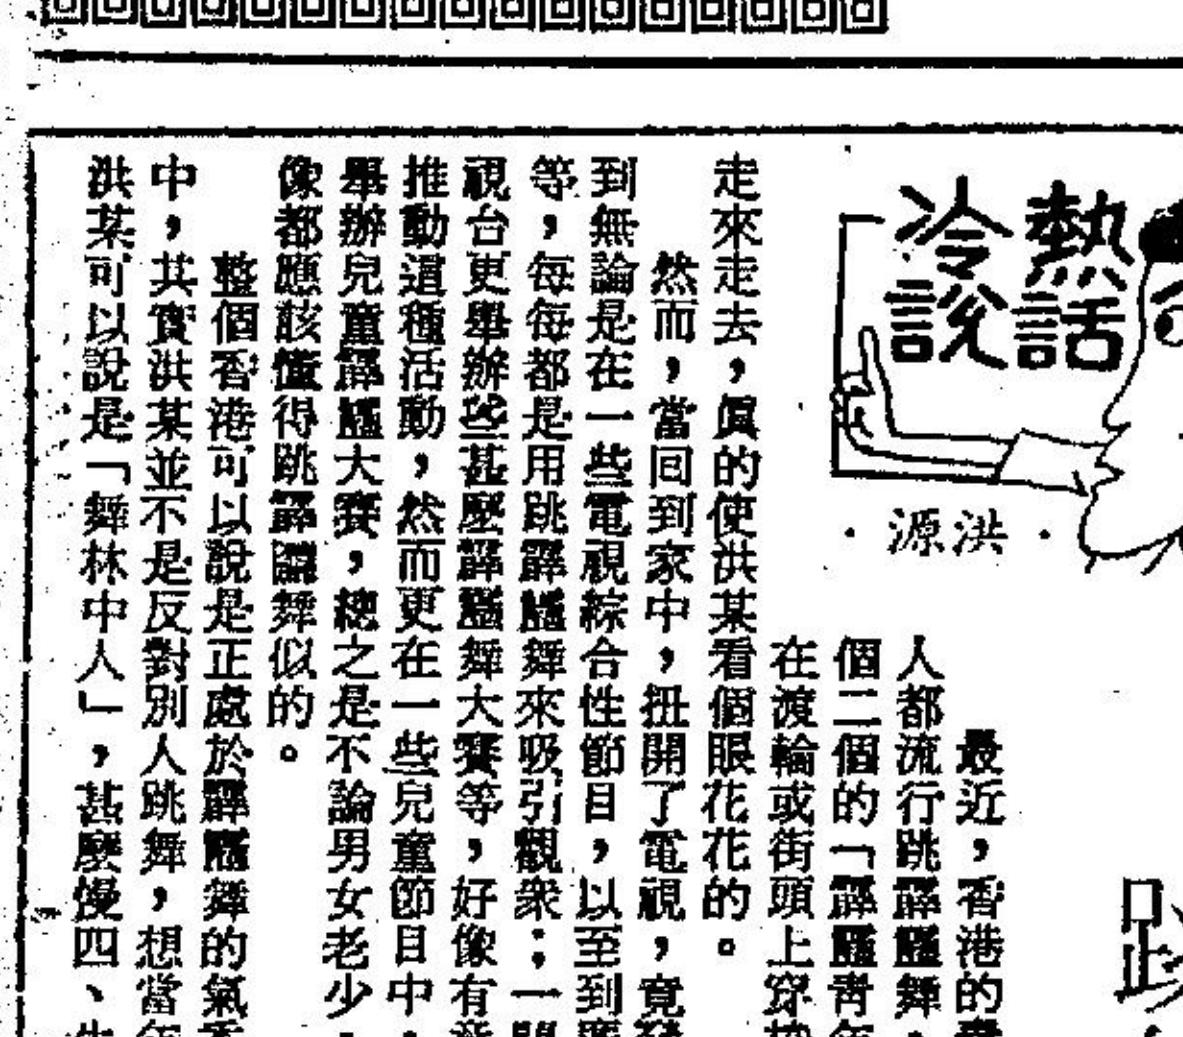 熱話
冷說
·洪源·
最近，香港的
人都流行跳霹靂舞，
個二個的「霹靂青年
在渡輪或街頭上穿
走來走去，眞的使洪某看個眼花花的。
然而，當回到家中，扭開了電視，竟發
到無論是在一些電視綜合性節目，以至到
等，每每都是用跳霹靂舞來吸引觀衆；一間
視台更舉辦些甚麼霹靂舞大賽等，好像有意
推動這種活動，然而更在一些兒童節目中，
舉辦兒童霹靂大賽，總之是不論男女老少，
像都應該懂得跳霹靂舞似的。
整個香港可以說是正處於霹靂舞的氣
中，其實洪某並不是反對別人跳舞，想當年
洪某可以說是「舞林中人」，甚麼慢四、